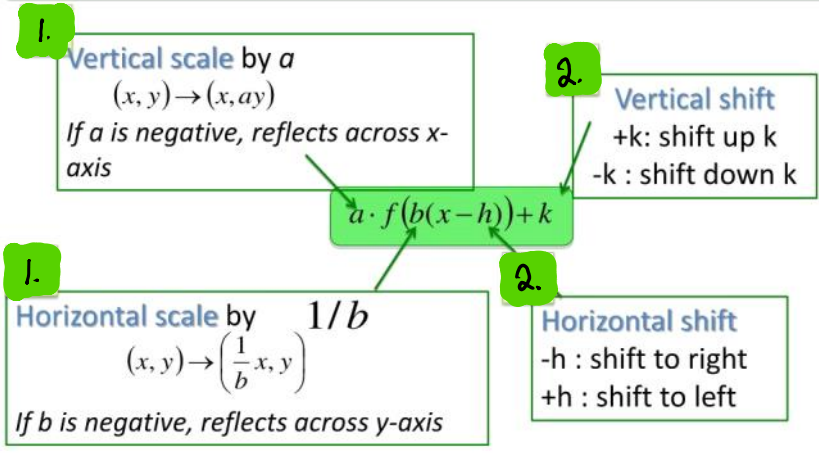 1.
Vertical scale by a
(x, y)→(x, ay)
If a is negative, reflects across x-
axis
2.
Vertical shift
+k: shift up k
-k : shift down k
a · f(b(x−h))+k
1.
Horizontal scale by 1/b
(x, y)→(1/b x, y)
If b is negative, reflects across y-axis
2.
Horizontal shift
-h : shift to right
+h : shift to left